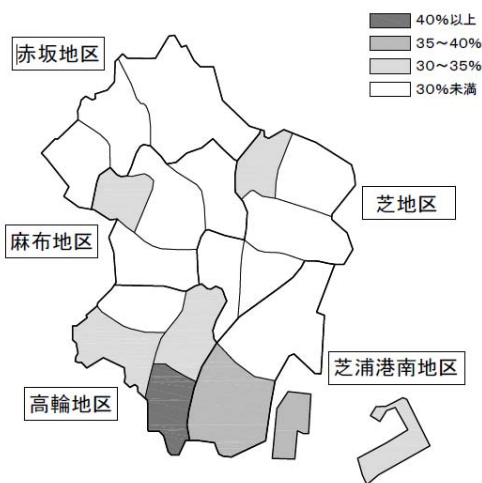 赤坂地区
40%以上
35～40%
30～35%
30%未満
芝地区
麻布地区
芝浦港南地区
高輪地区